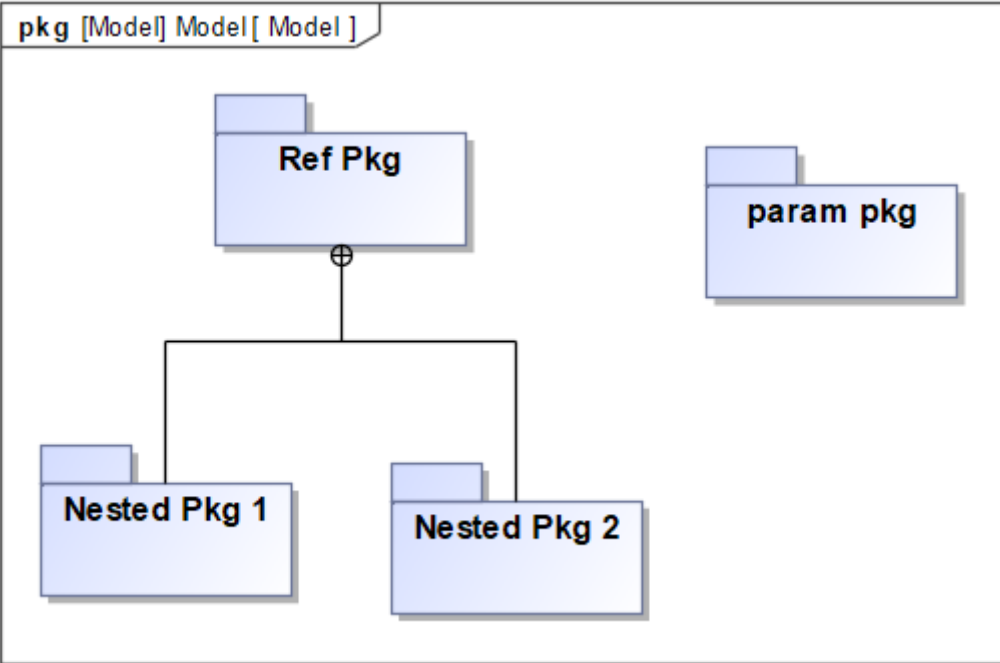 pkg [Model] Model[ Model ]
Ref Pkg
param pkg
Nested Pkg 1
Nested Pkg 2